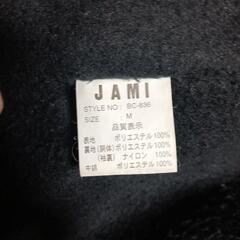 JAMI
STYLE NO : BC-836
SIZE : M
品質表示
表地 ポリエステル100%
裏地 (胴体) ポリエステル100%
(袖裏) ナイロン 100%
中綿 ポリエステル100%